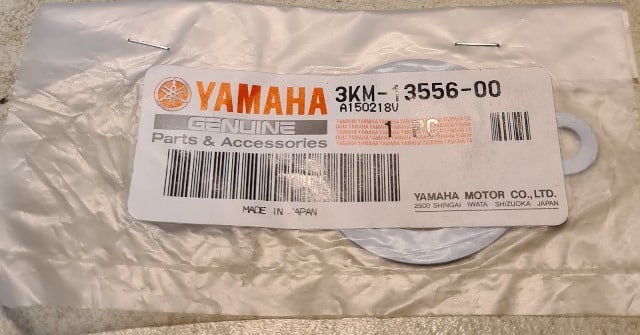 YAMAHA
GENUINE
Parts & Accessories
3KM-13556-00
A150218V
1 PC
MADE IN JAPAN
YAMAHA MOTOR CO., LTD.
2500 SHINGAI IWATA SHIZUOKA JAPAN